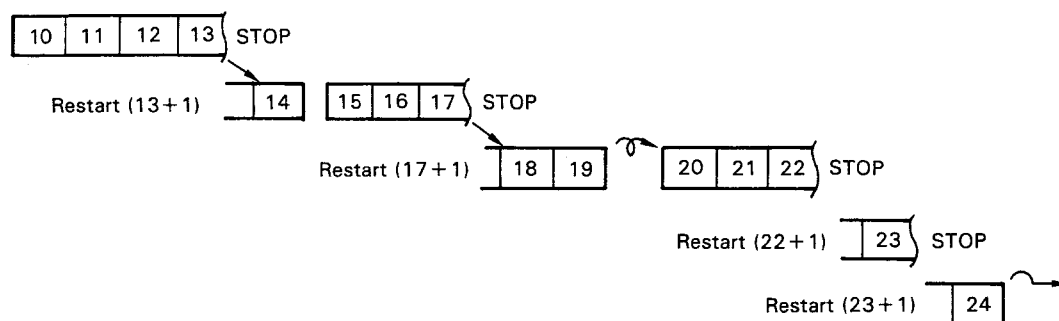 10 11 12 13 STOP
Restart (13+1) 14 15 16 17 STOP
Restart (17+1) 18 19 20 21 22 STOP
Restart (22+1) 23 STOP
Restart (23+1) 24